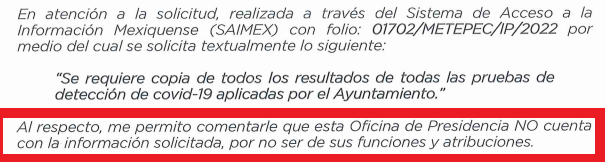 En atención a la solicitud, realizada a través del Sistema de Acceso a la
Información Mexiquense (SAIMEX) con folio: 01702/METEPEC/IP/2022 por
medio del cual se solicita textualmente lo siguiente:
“Se requiere copia de todos los resultados de todas las pruebas de
detección de covid-19 aplicadas por el Ayuntamiento.”
Al respecto, me permito comentarle que esta Oficina de Presidencia NO cuenta
con la información solicitada, por no ser de sus funciones y atribuciones.